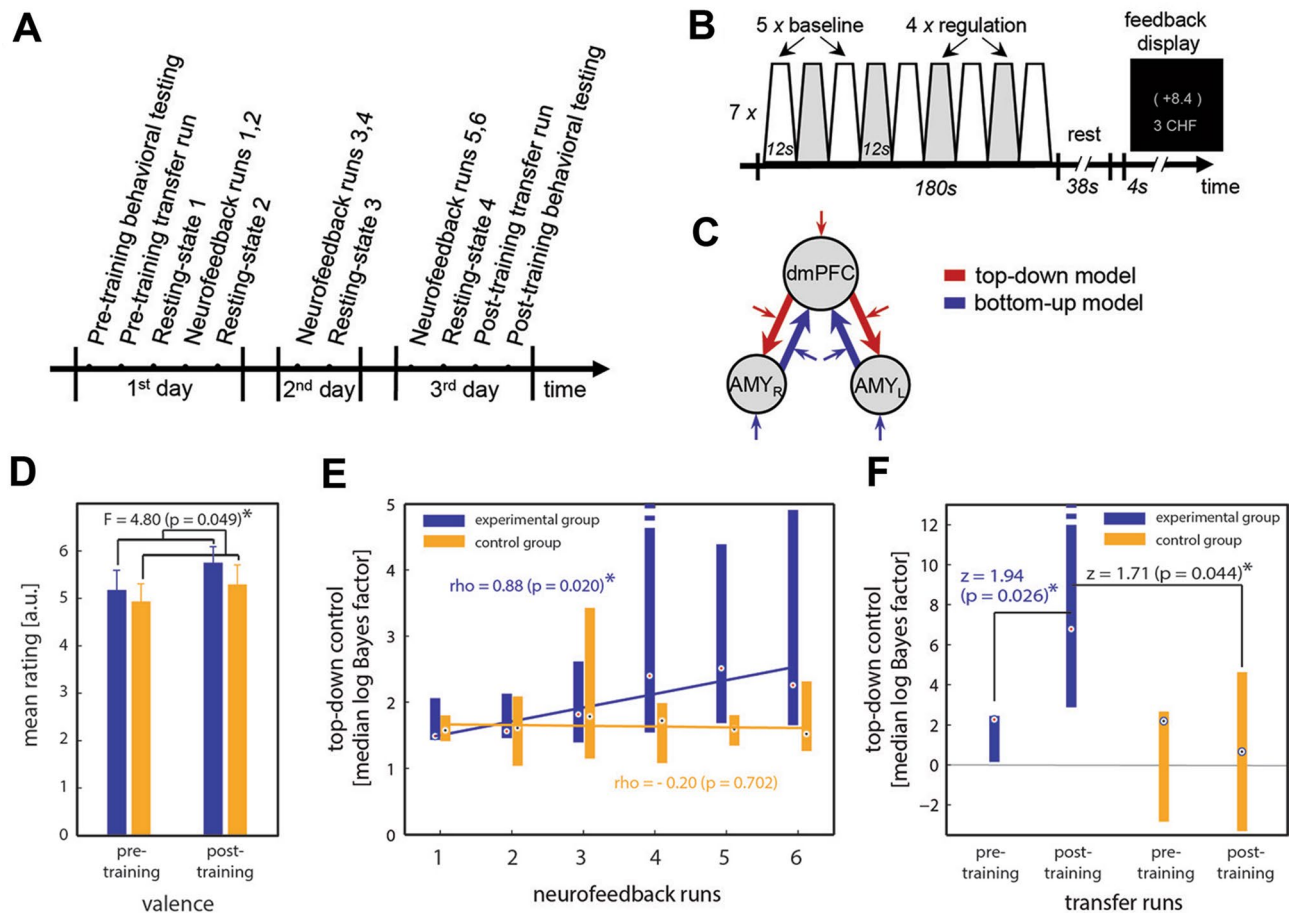 A
Pre-training behavioral testing
Pre-training transfer run
Resting-state 1
Neurofeedback runs 1,2
Resting-state 2
Neurofeedback runs 3,4
Resting-state 3
Neurofeedback runs 5,6
Resting-state 4
Post-training transfer run
Post-training behavioral testing
1st day
2nd day
3rd day
time
B
5 x baseline
4 x regulation
feedback
display
7 x
12s
12s
180s
rest
38s
4s
time
( +8.4 )
3 CHF
C
dmPFC
AMYR
AMYL
top-down model
bottom-up model
D
F = 4.80 (p = 0.049)*
mean rating [a.u.]
6
5
4
3
2
1
0
pre-
training
post-
training
valence
E
experimental group
control group
rho = 0.88 (p = 0.020)*
rho = - 0.20 (p = 0.702)
top-down control
[median log Bayes factor]
5
4
3
2
1
0
1 2 3 4 5 6
neurofeedback runs
F
experimental group
control group
z = 1.94
(p = 0.026)*
z = 1.71 (p = 0.044)*
top-down control
[median log Bayes factor]
12
10
8
6
4
2
0
−2
pre-
training
post-
training
pre-
training
post-
training
transfer runs